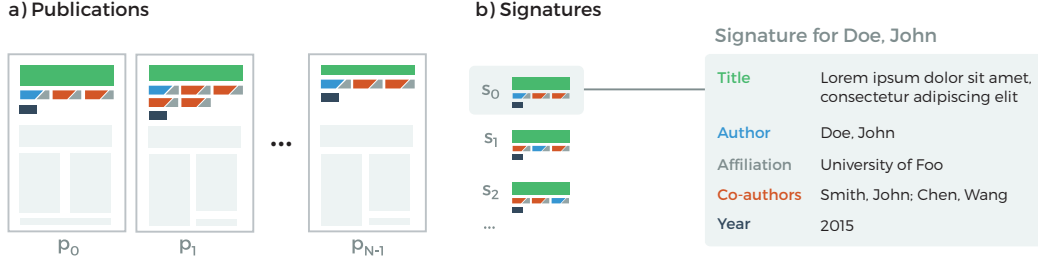 a) Publications
b) Signatures
...
p0
p1
pN-1
s0
s1
s2
...
Signature for Doe, John
Title Lorem ipsum dolor sit amet,
consectetur adipiscing elit
Author Doe, John
Affiliation University of Foo
Co-authors Smith, John; Chen, Wang
Year 2015